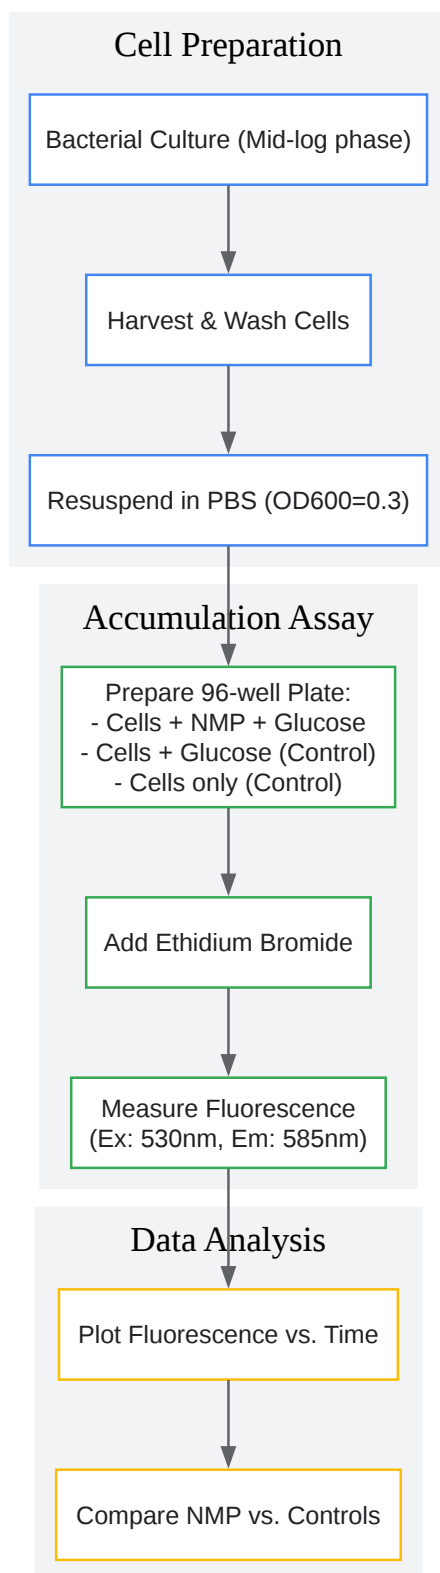 Cell Preparation
Bacterial Culture (Mid-log phase)
Harvest & Wash Cells
Resuspend in PBS (OD600=0.3)
Accumulation Assay
Prepare 96-well Plate:
- Cells + NMP + Glucose
- Cells + Glucose (Control)
- Cells only (Control)
Add Ethidium Bromide
Measure Fluorescence
(Ex: 530nm, Em: 585nm)
Data Analysis
Plot Fluorescence vs. Time
Compare NMP vs. Controls